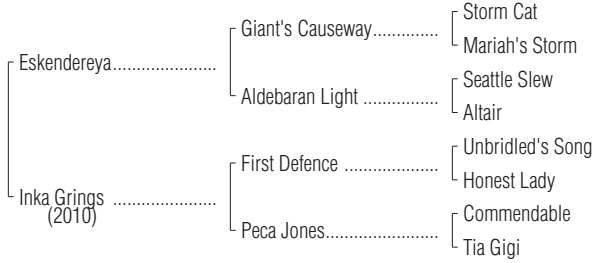 Storm Cat
Giant's Causeway..............
Mariah's Storm
Eskendereya......................
Seattle Slew
Aldebaran Light ................
Altair
Unbridled's Song
First Defence ....................
Honest Lady
Inka Grings ......................
(2010)
Commendable
Peca Jones........................
Tia Gigi